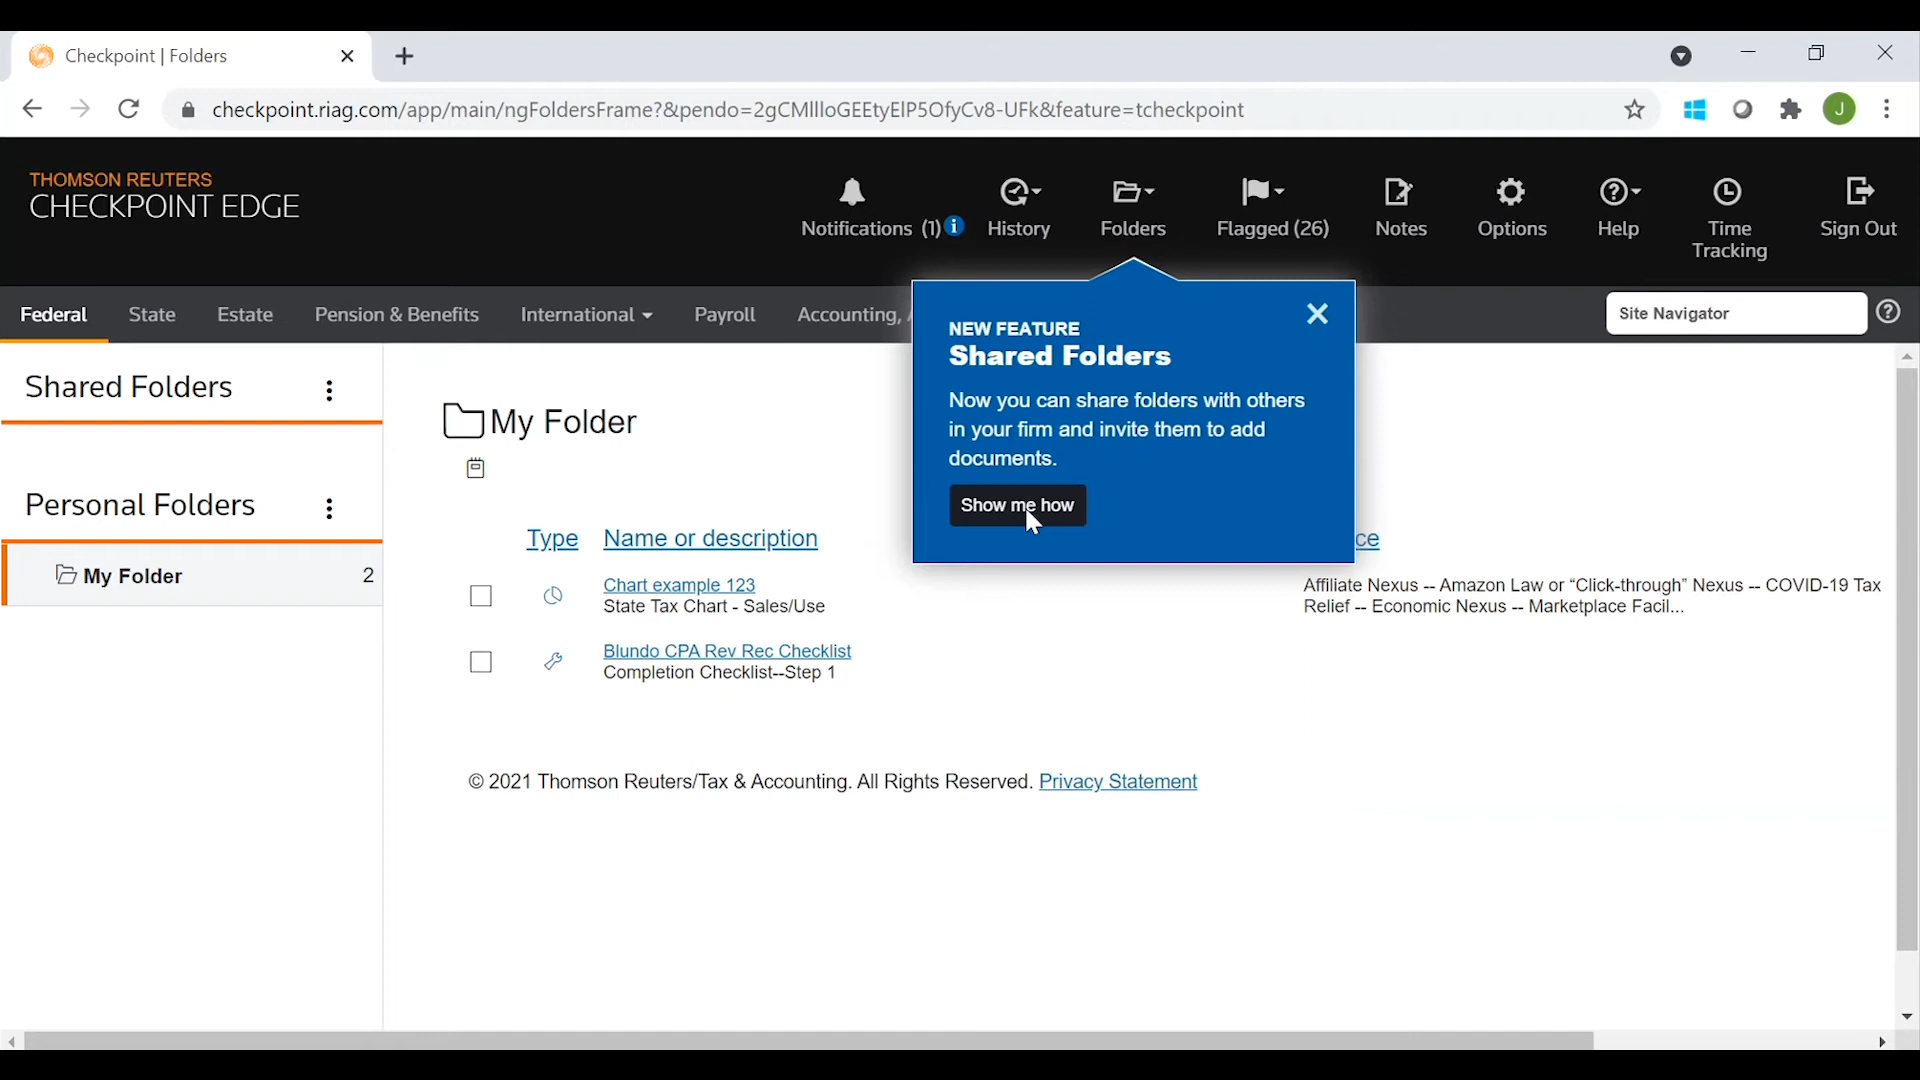 Checkpoint | Folders
checkpoint.riag.com/app/main/ngFoldersFrame?&pendo=2gCMIlloGEEtyElP5OfyCv8-UFk&feature=tcheckpoint
J
THOMSON REUTERS
CHECKPOINT EDGE
Notifications (1)
History
Folders
Flagged (26)
Notes
Options
Help
Time
Tracking
Sign Out
Federal
State
Estate
Pension & Benefits
International
Payroll
Accounting,
Site Navigator
NEW FEATURE
Shared Folders
Now you can share folders with others
in your firm and invite them to add
documents.
Show me how
Shared Folders
Personal Folders
My Folder 2
My Folder
Type Name or description
ce
Chart example 123
State Tax Chart - Sales/Use
Affiliate Nexus -- Amazon Law or “Click-through” Nexus -- COVID-19 Tax
Relief -- Economic Nexus -- Marketplace Facil...
Blundo CPA Rev Rec Checklist
Completion Checklist--Step 1
© 2021 Thomson Reuters/Tax & Accounting. All Rights Reserved. Privacy Statement